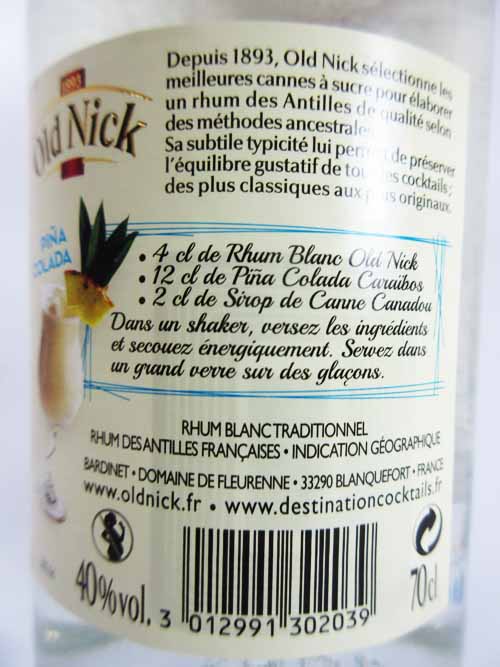 1893
Old Nick
Depuis 1893, Old Nick sélectionne les
meilleures cannes à sucre pour élaborer
un rhum des Antilles de qualité selon
des méthodes ancestrale
Sa subtile typicité lui permet de préserver
l'équilibre gustatif de tous les cocktails ;
des plus classiques aux plus originaux.
PIÑA
COLADA
• 4 cl de Rhum Blanc Old Nick
• 12 cl de Piña Colada Caraïbos
• 2 cl de Sirop de Canne Canadou
Dans un shaker, versez les ingrédients
et secouez énergiquement. Servez dans
un grand verre sur des glaçons.
RHUM BLANC TRADITIONNEL
RHUM DES ANTILLES FRANÇAISES • INDICATION GÉOGRAPHIQUE
BARDINET • DOMAINE DE FLEURENNE • 33290 BLANQUEFORT • FRANCE
www.oldnick.fr • www.destinationcocktails.fr
40%vol.
70cl
3 012991 302039